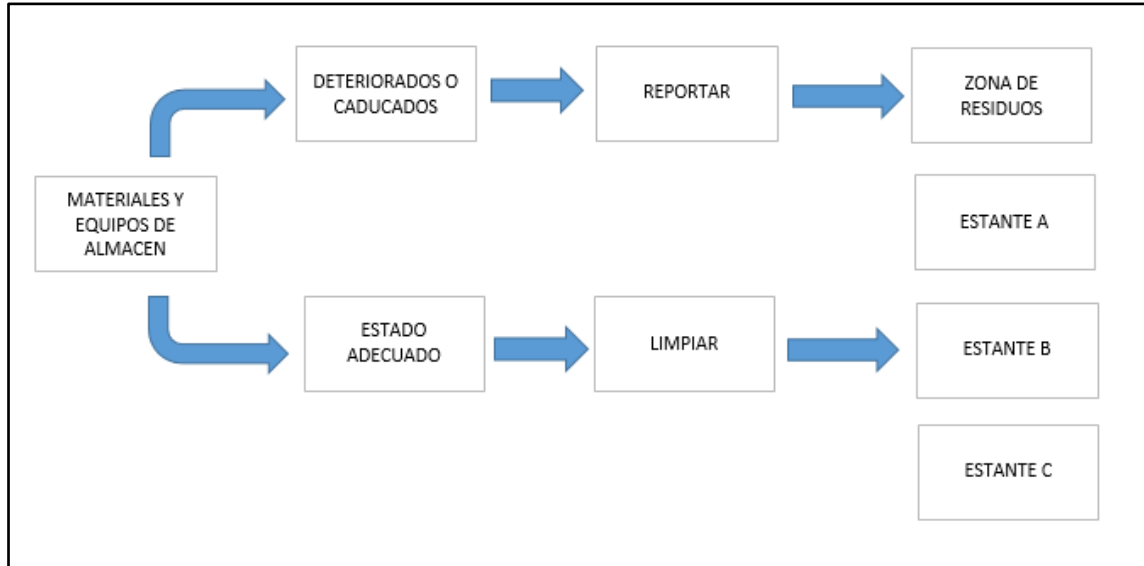 DETERIORADOS O
CADUCADOS
REPORTAR
ZONA DE
RESIDUOS
MATERIALES Y
EQUIPOS DE
ALMACEN
ESTANTE A
ESTADO
ADECUADO
LIMPIAR
ESTANTE B
ESTANTE C